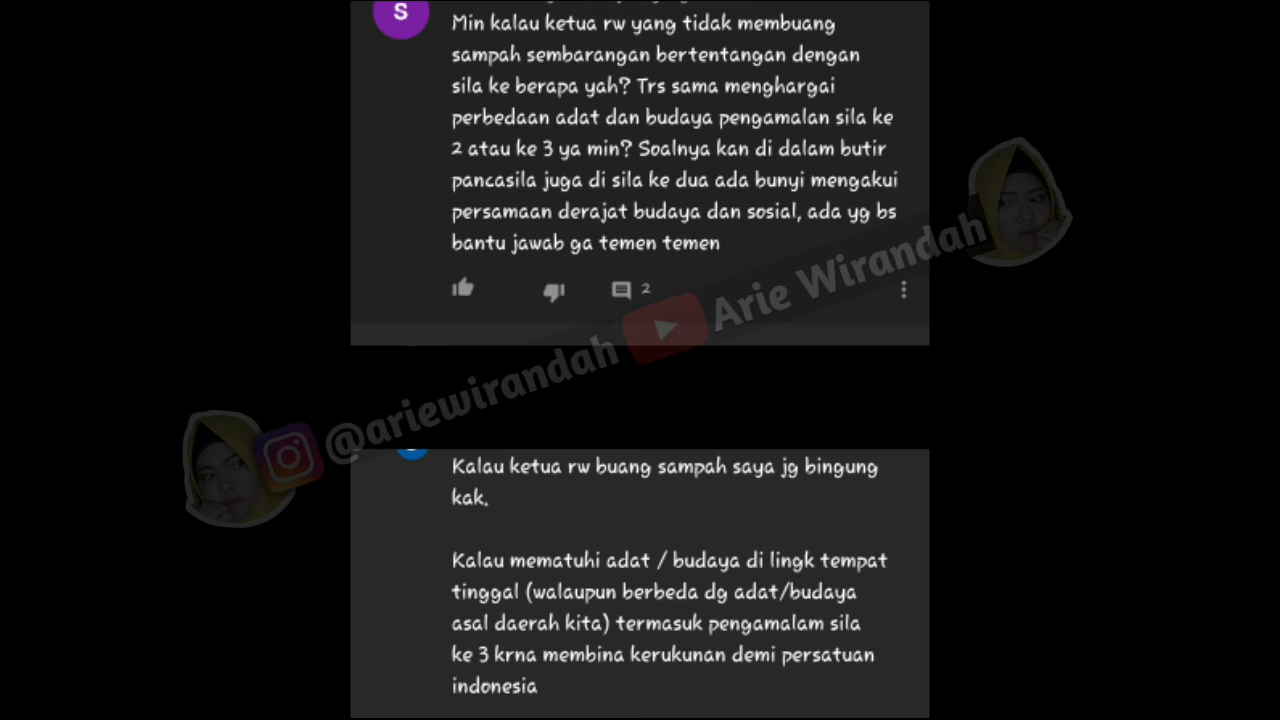 S
Min kalau ketua rw yang tidak membuang
sampah sembarangan bertentangan dengan
sila ke berapa yah? Trs sama menghargai
perbedaan adat dan budaya pengamalan sila ke
2 atau ke 3 ya min? Soalnya kan di dalam butir
pancasila juga di sila ke dua ada bunyi mengakui
persamaan derajat budaya dan sosial, ada yg bs
bantu jawab ga temen temen
2
Arie Wirandah
@ariewirandah
Kalau ketua rw buang sampah saya jg bingung
kak.
Kalau mematuhi adat / budaya di lingk tempat
tinggal (walaupun berbeda dg adat/budaya
asal daerah kita) termasuk pengamalam sila
ke 3 krna membina kerukunan demi persatuan
indonesia